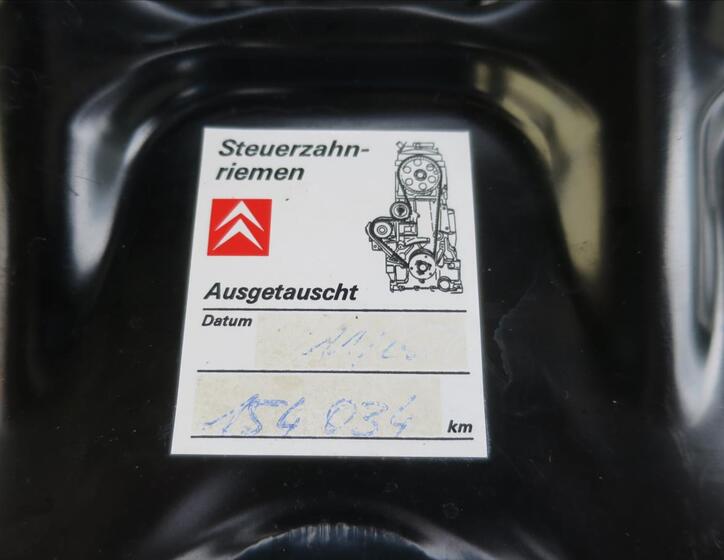 Steuerzahn-
riemen
Ausgetauscht
Datum
154 034 km